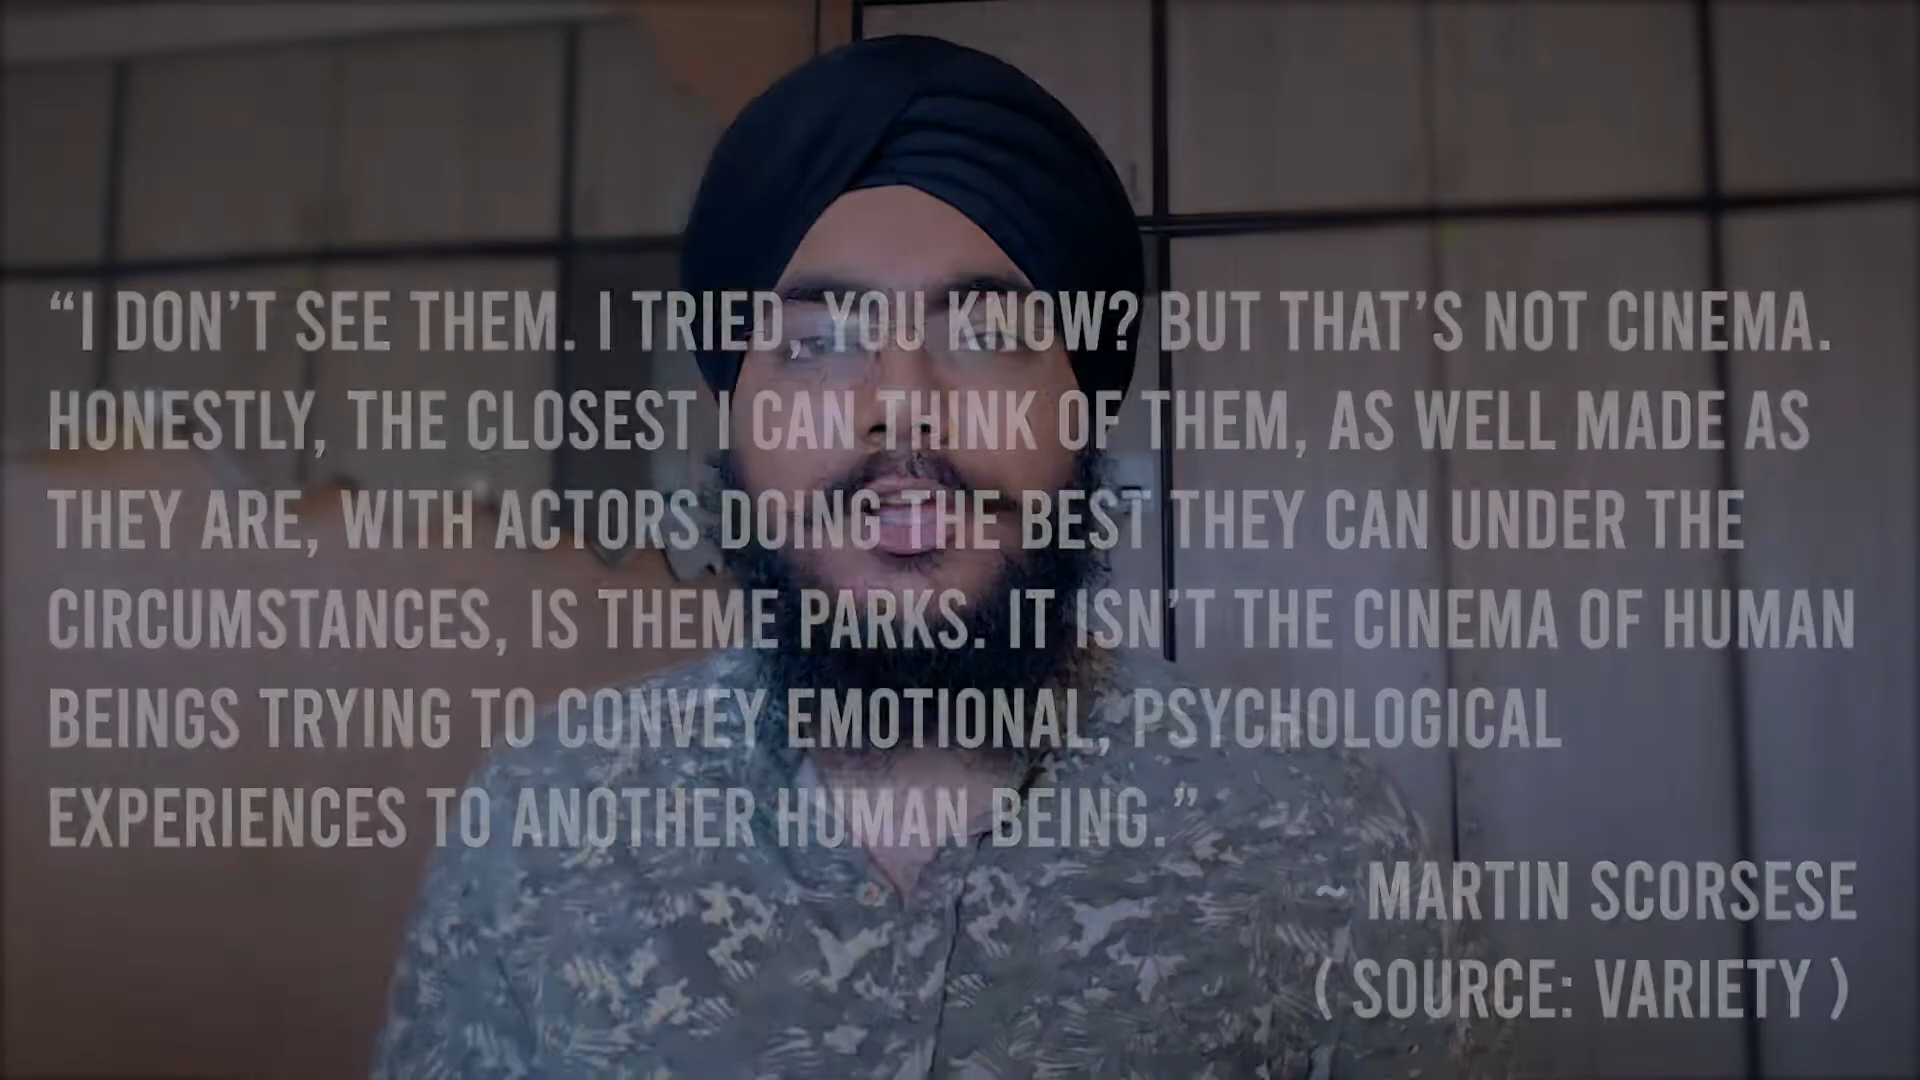 “I DON’T SEE THEM. I TRIED, YOU KNOW? BUT THAT’S NOT CINEMA.
HONESTLY, THE CLOSEST I CAN THINK OF THEM, AS WELL MADE AS
THEY ARE, WITH ACTORS DOING THE BEST THEY CAN UNDER THE
CIRCUMSTANCES, IS THEME PARKS. IT ISN’T THE CINEMA OF HUMAN
BEINGS TRYING TO CONVEY EMOTIONAL, PSYCHOLOGICAL
EXPERIENCES TO ANOTHER HUMAN BEING.”
~ MARTIN SCORSESE
( SOURCE: VARIETY )